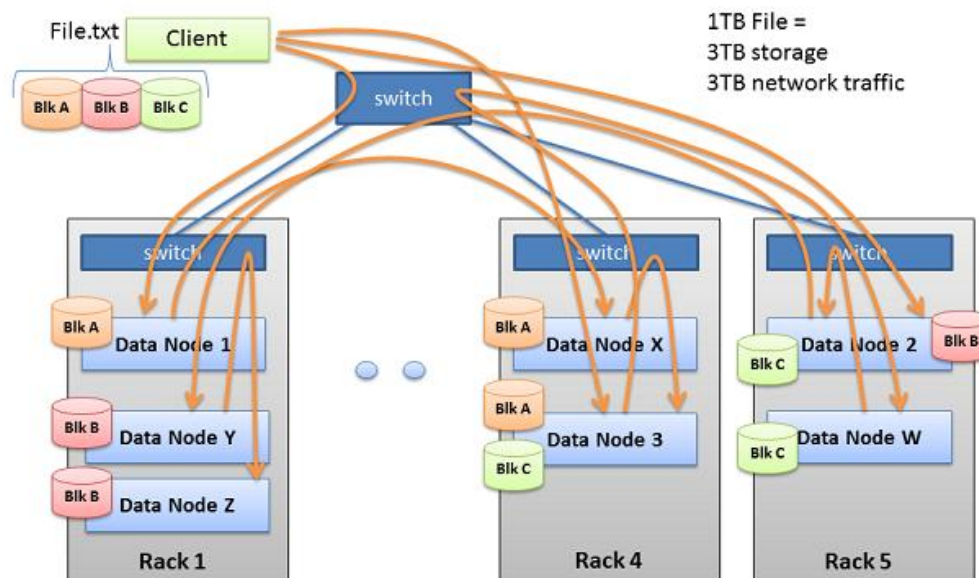 File.txt
Client
1TB File =
3TB storage
3TB network traffic
Blk A
Blk B
Blk C
switch
switch
Blk A
Data Node 1
Blk B
Data Node Y
Blk B
Data Node Z
Rack 1
switch
Blk A
Data Node X
Blk A
Data Node 3
Blk C
Rack 4
switch
Data Node 2
Blk B
Blk C
Data Node W
Blk C
Rack 5